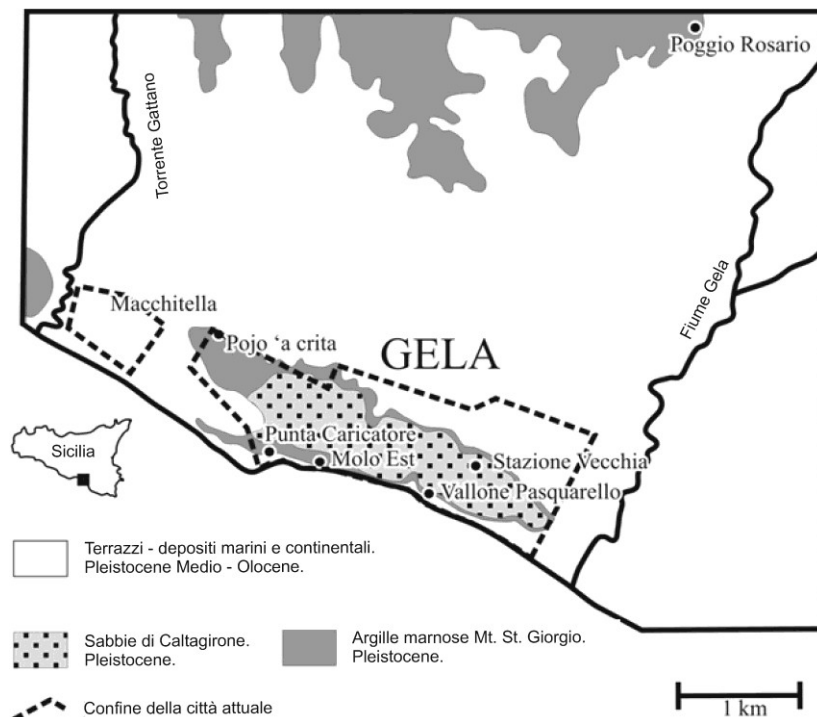 Poggio Rosario
Torrente Gattano
Fiume Gela
Macchitella
Pojo ‘a crita
GELA
Punta Caricatore
Molo Est
Stazione Vecchia
Vallone Pasquarello
Sicilia
Terrazzi - depositi marini e continentali.
Pleistocene Medio - Olocene.
Sabbie di Caltagirone.
Pleistocene.
Argille marnose Mt. St. Giorgio.
Pleistocene.
Confine della città attuale
1 km